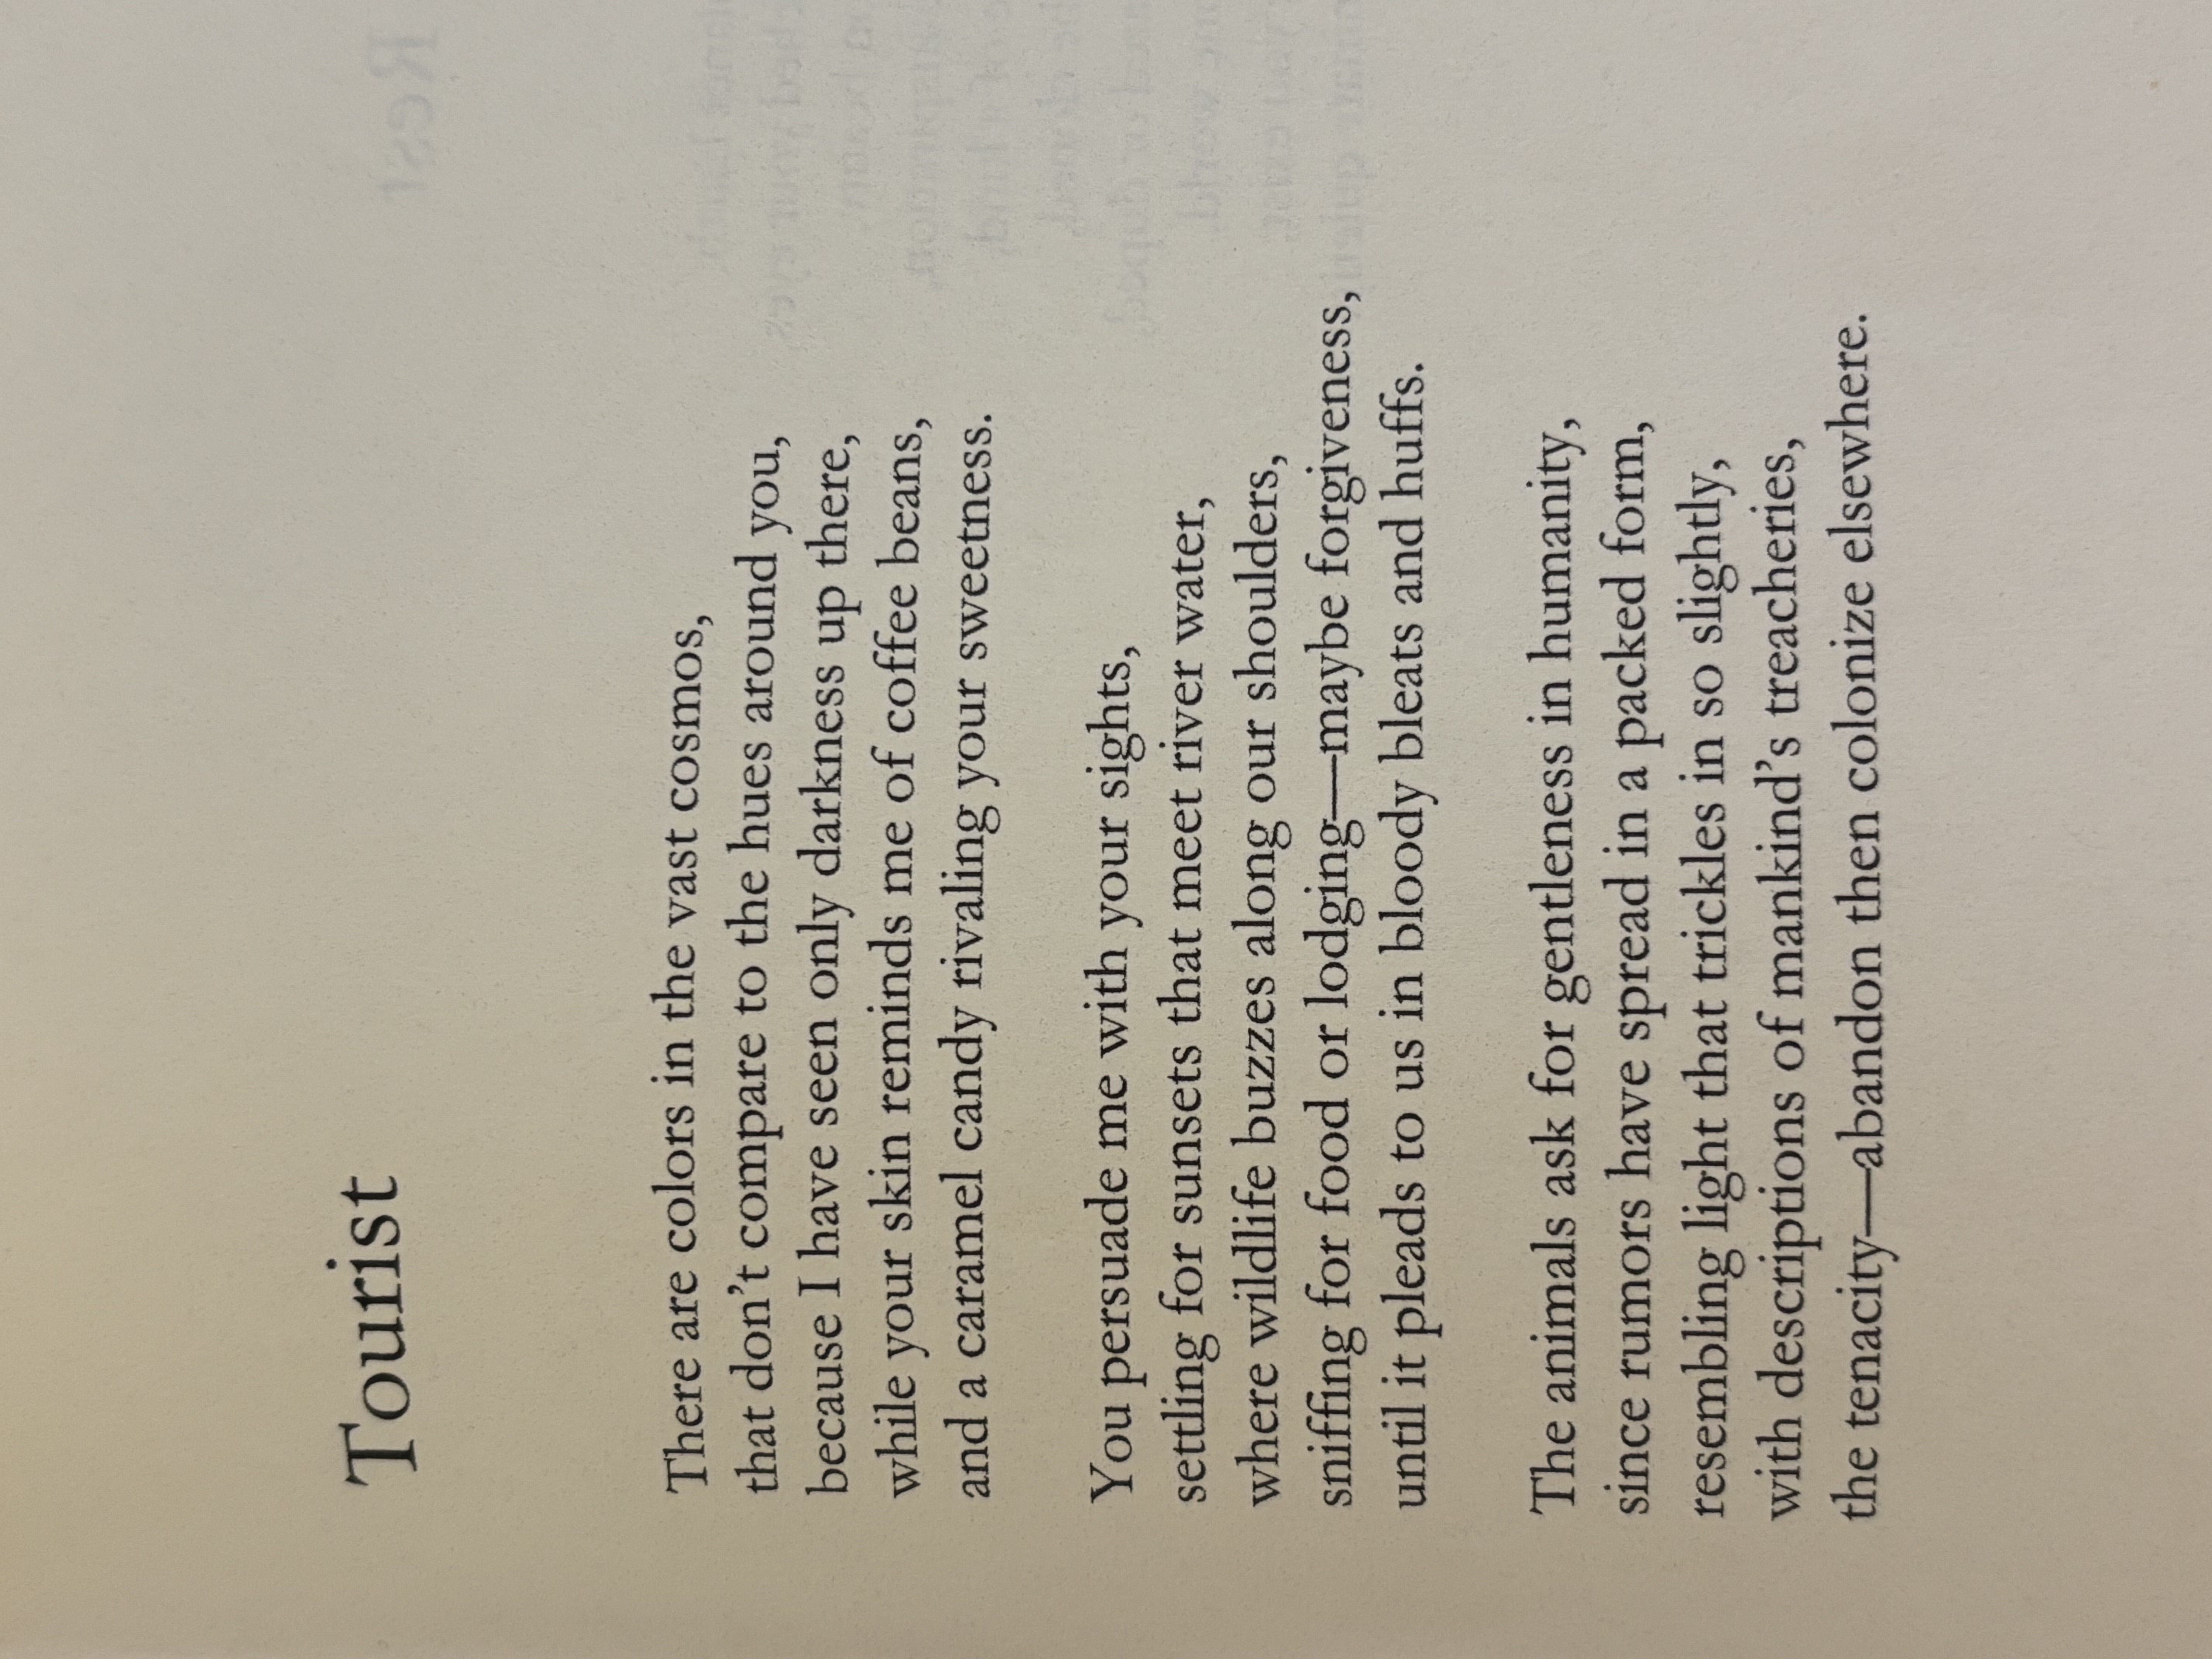 Tourist
There are colors in the vast cosmos,
that don't compare to the hues around you,
because I have seen only darkness up there,
while your skin reminds me of coffee beans,
and a caramel candy rivaling your sweetness.
You persuade me with your sights,
settling for sunsets that meet river water,
where wildlife buzzes along our shoulders,
sniffing for food or lodging—maybe forgiveness,
until it pleads to us in bloody bleats and huffs.
The animals ask for gentleness in humanity,
since rumors have spread in a packed form,
resembling light that trickles in so slightly,
with descriptions of mankind's treacheries,
the tenacity—abandon then colonize elsewhere.
Rest